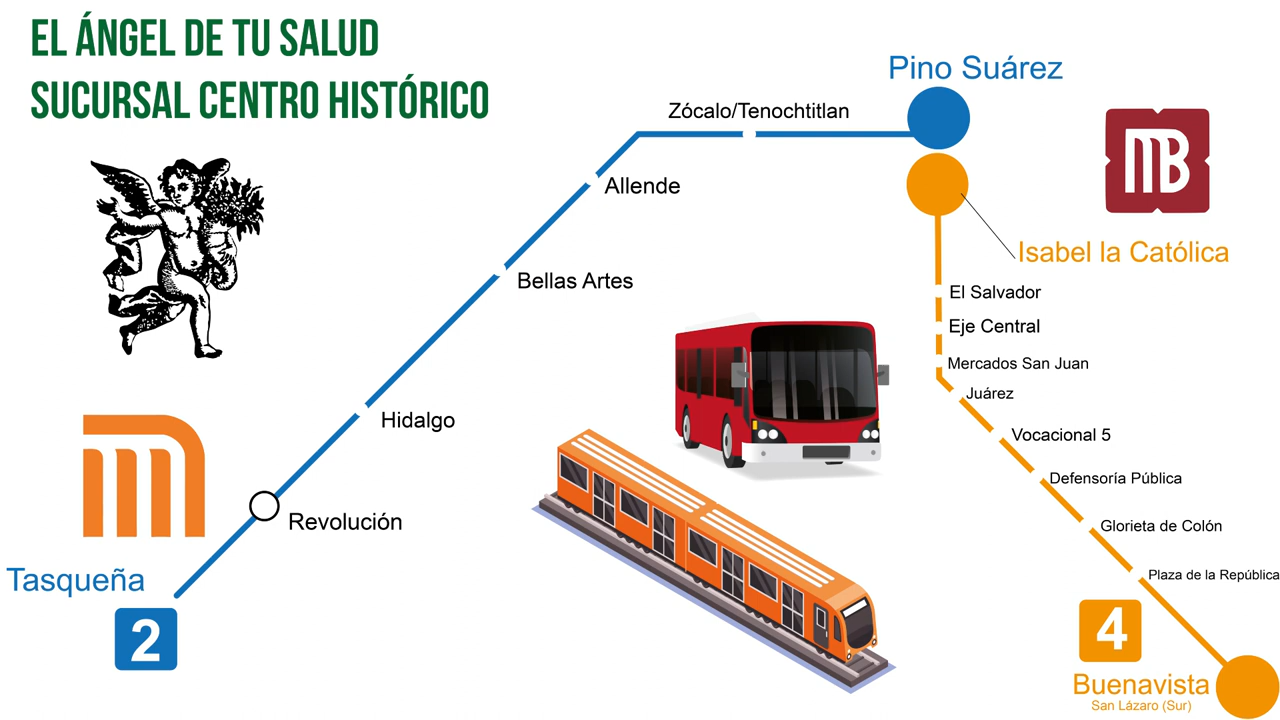 EL ÁNGEL DE TU SALUD
SUCURSAL CENTRO HISTÓRICO
Pino Suárez
Zócalo/Tenochtitlan
MB
Allende
Isabel la Católica
Bellas Artes
El Salvador
Eje Central
Mercados San Juan
Juárez
Hidalgo
Vocacional 5
Defensoría Pública
Revolución
Glorieta de Colón
Plaza de la República
Tasqueña
2
4
Buenavista
San Lázaro (Sur)